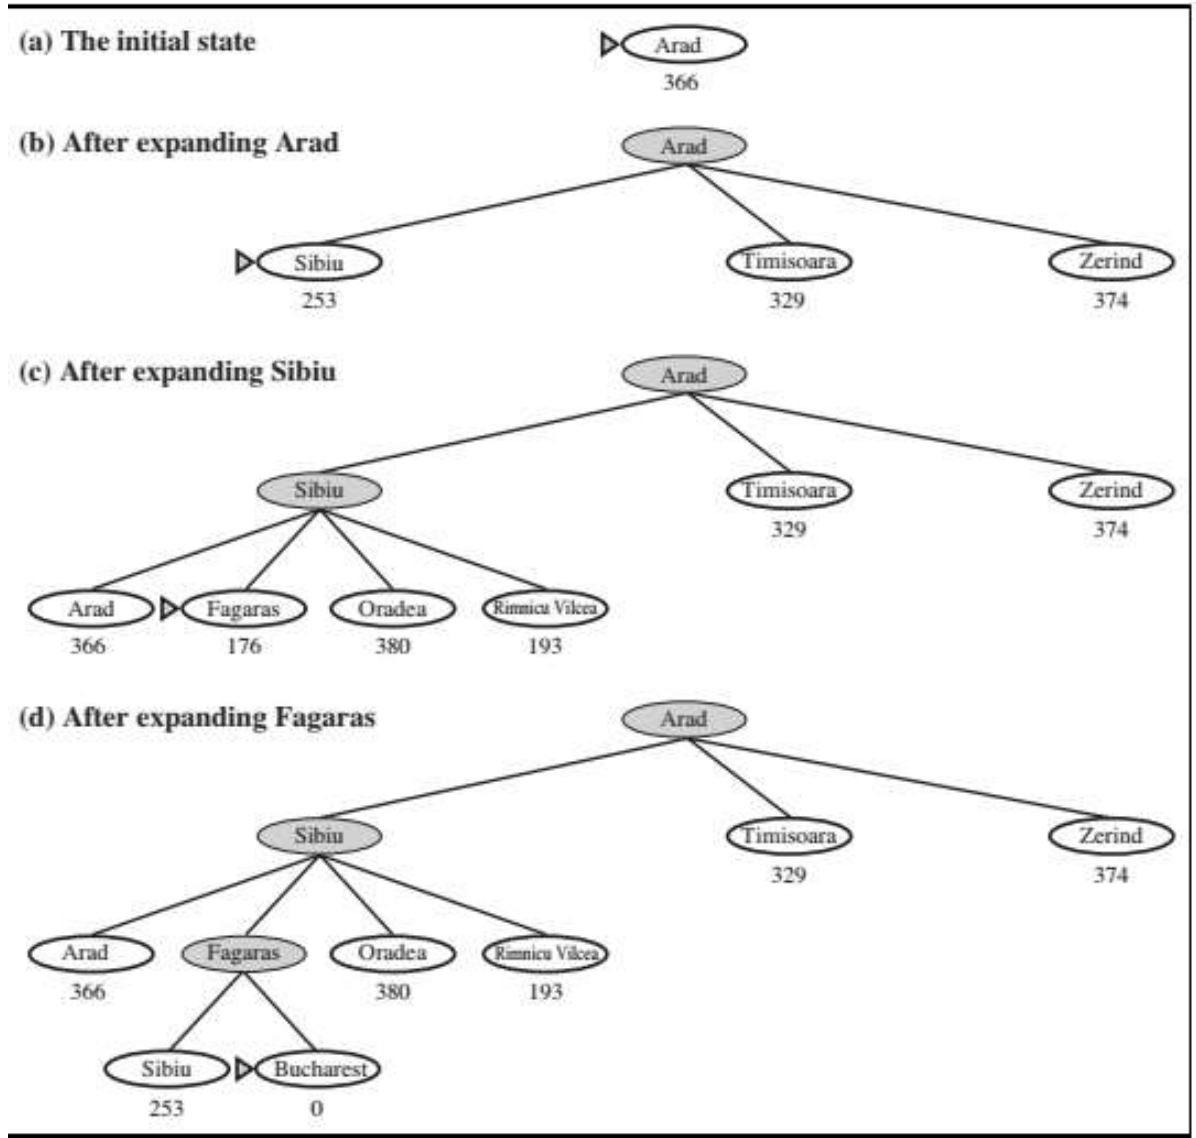 (a) The initial state
Arad
366
(b) After expanding Arad
Arad
Sibiu Timisoara Zerind
253 329 374
(c) After expanding Sibiu
Arad
Sibiu Timisoara Zerind
329 374
Arad Fagaras Oradea Rimnicu Vilcea
366 176 380 193
(d) After expanding Fagaras
Arad
Sibiu Timisoara Zerind
329 374
Arad Fagaras Oradea Rimnicu Vilcea
366 380 193
Sibiu Bucharest
253 0